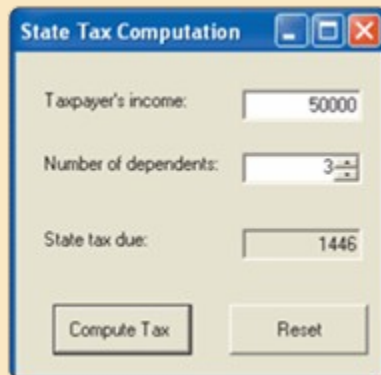 State Tax Computation
Taxpayer's income: 50000
Number of dependents: 3
State tax due: 1446
Compute Tax Reset